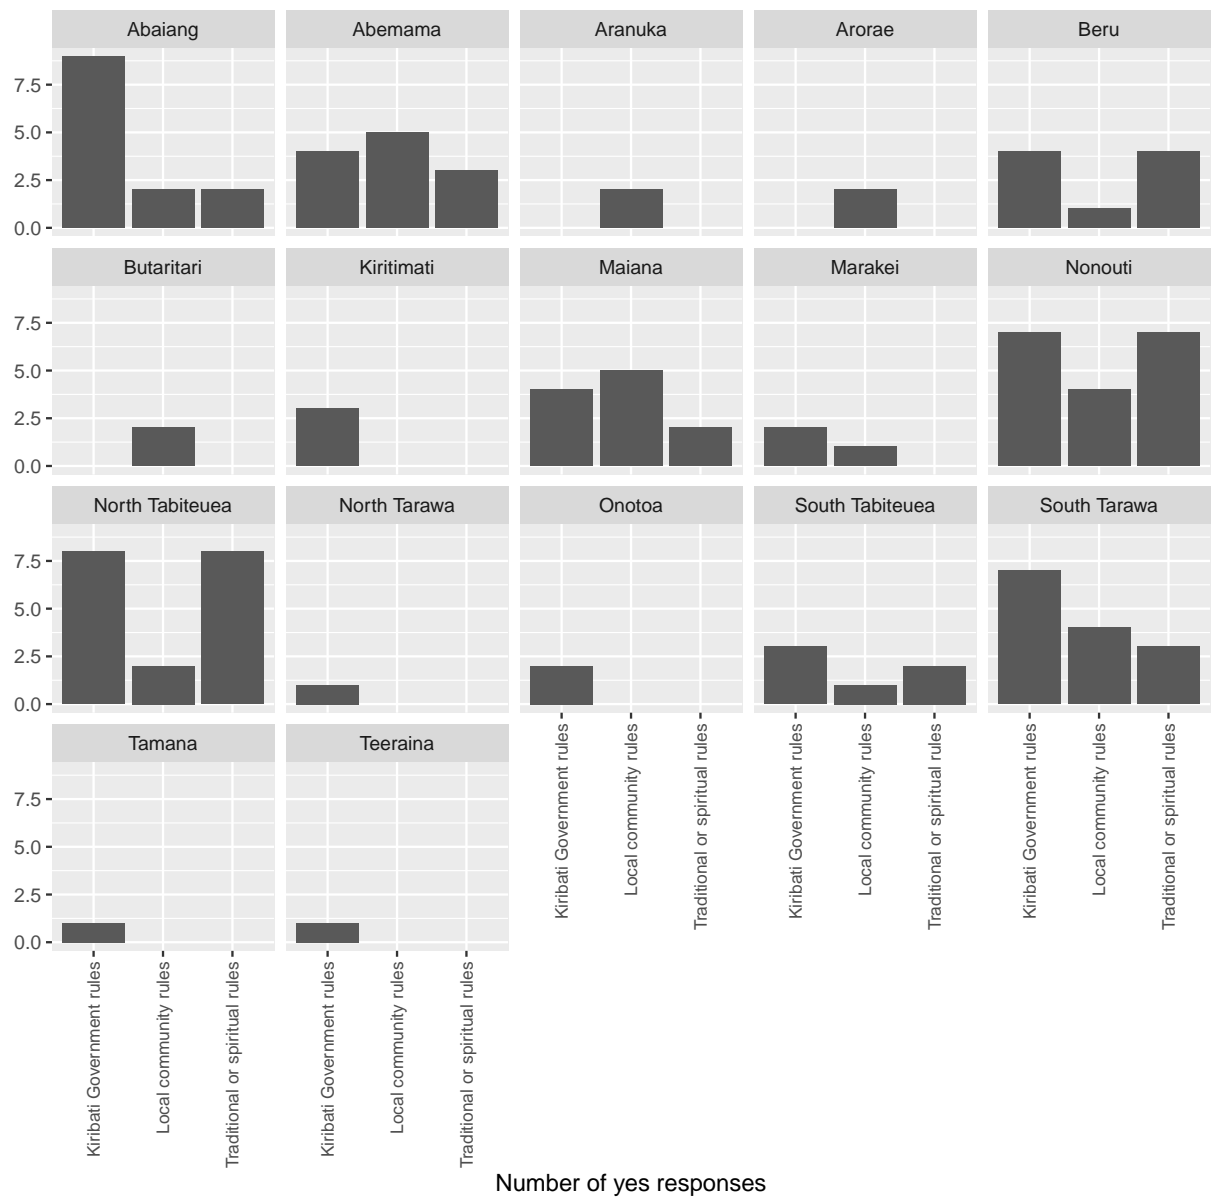 Abaiang Abemama Aranuka Arorae Beru
7.5
5.0
2.5
0.0
Butaritari Kiritimati Maiana Marakei Nonouti
7.5
5.0
2.5
0.0
North Tabiteuea North Tarawa Onotoa South Tabiteuea South Tarawa
7.5
5.0
2.5
0.0
Kiribati Government rules
Local community rules
Traditional or spiritual rules
Kiribati Government rules
Local community rules
Traditional or spiritual rules
Kiribati Government rules
Local community rules
Traditional or spiritual rules
Tamana Teeraina
7.5
5.0
2.5
0.0
Kiribati Government rules
Local community rules
Traditional or spiritual rules
Kiribati Government rules
Local community rules
Traditional or spiritual rules
Number of yes responses